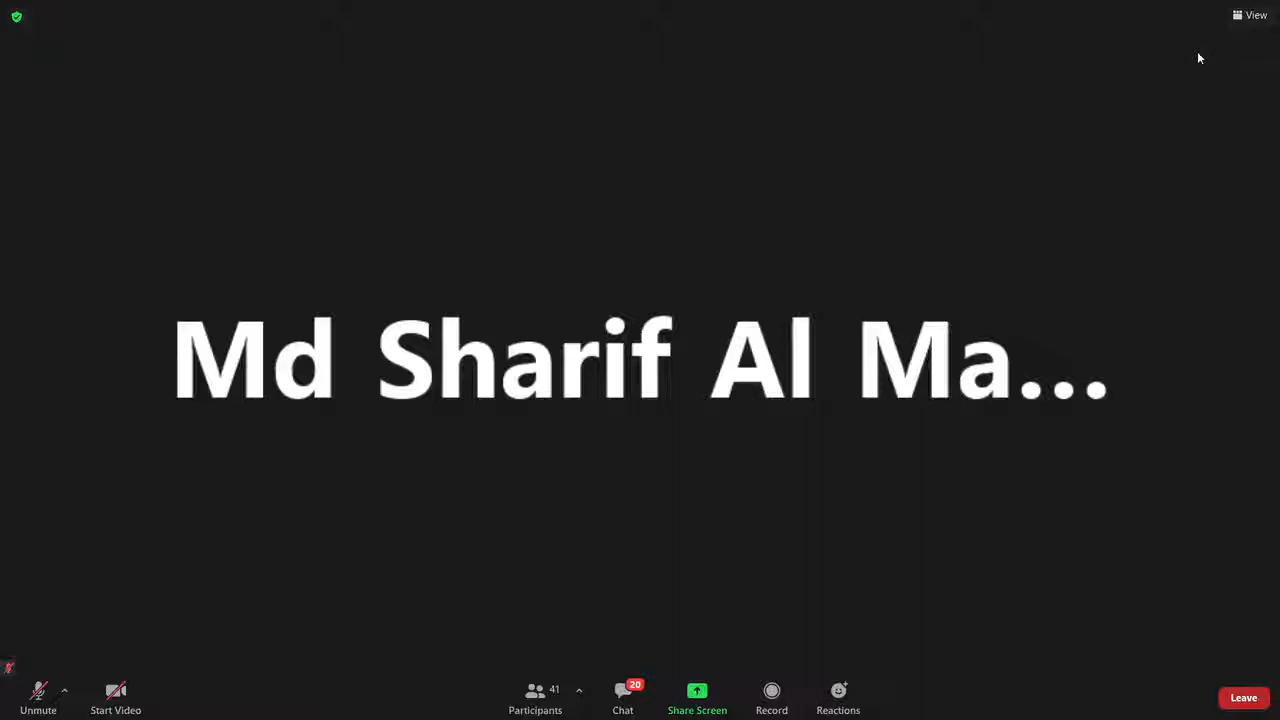 View
Md Sharif Al Ma...
Unmute
Start Video
Participants
41
Chat
20
Share Screen
Record
Reactions
Leave